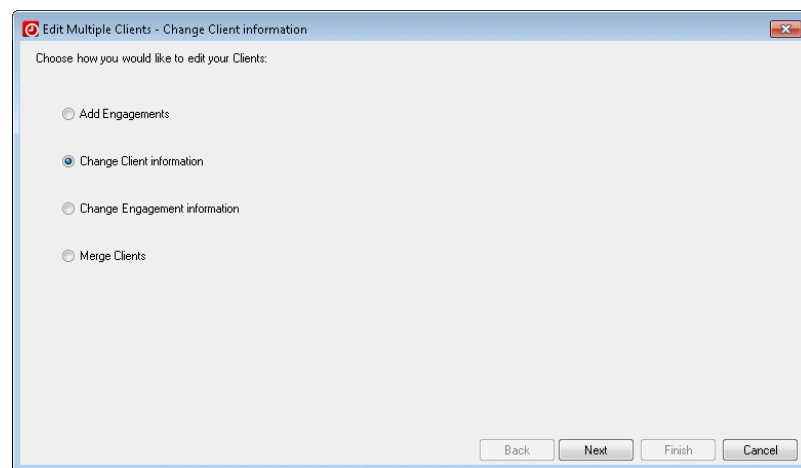 Edit Multiple Clients - Change Client information
Choose how you would like to edit your Clients:
Add Engagements
Change Client information
Change Engagement information
Merge Clients
Back Next Finish Cancel